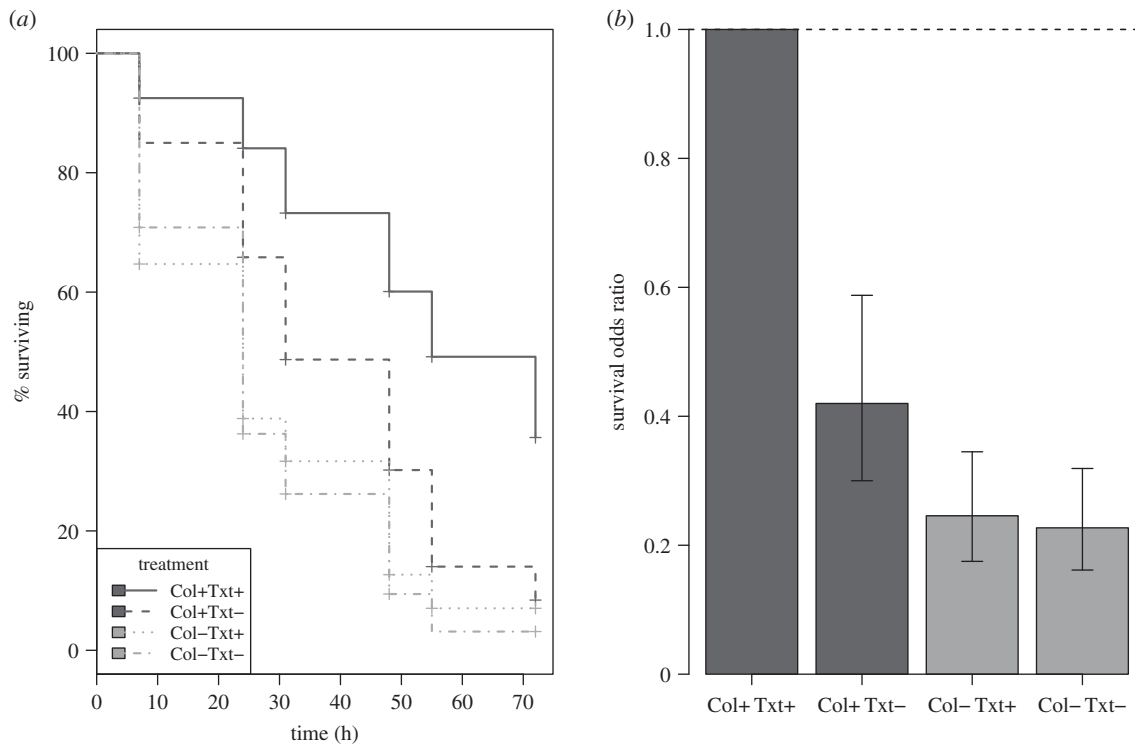 (a)
100
80
60
40
20
0
% surviving
treatment
Col+Txt+
Col+Txt−
Col−Txt+
Col−Txt−
0 10 20 30 40 50 60 70
time (h)
(b)
1.0
0.8
0.6
0.4
0.2
0
survival odds ratio
Col+Txt+ Col+Txt− Col−Txt+ Col−Txt−